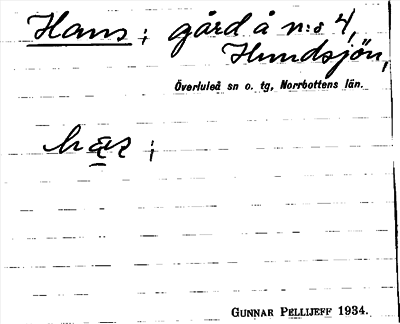 Hans; gård å n:o 4,
Hundsjön,
Överluleå sn o. tg, Norrbottens län.
GUNNAR PELLIJEFF 1934.